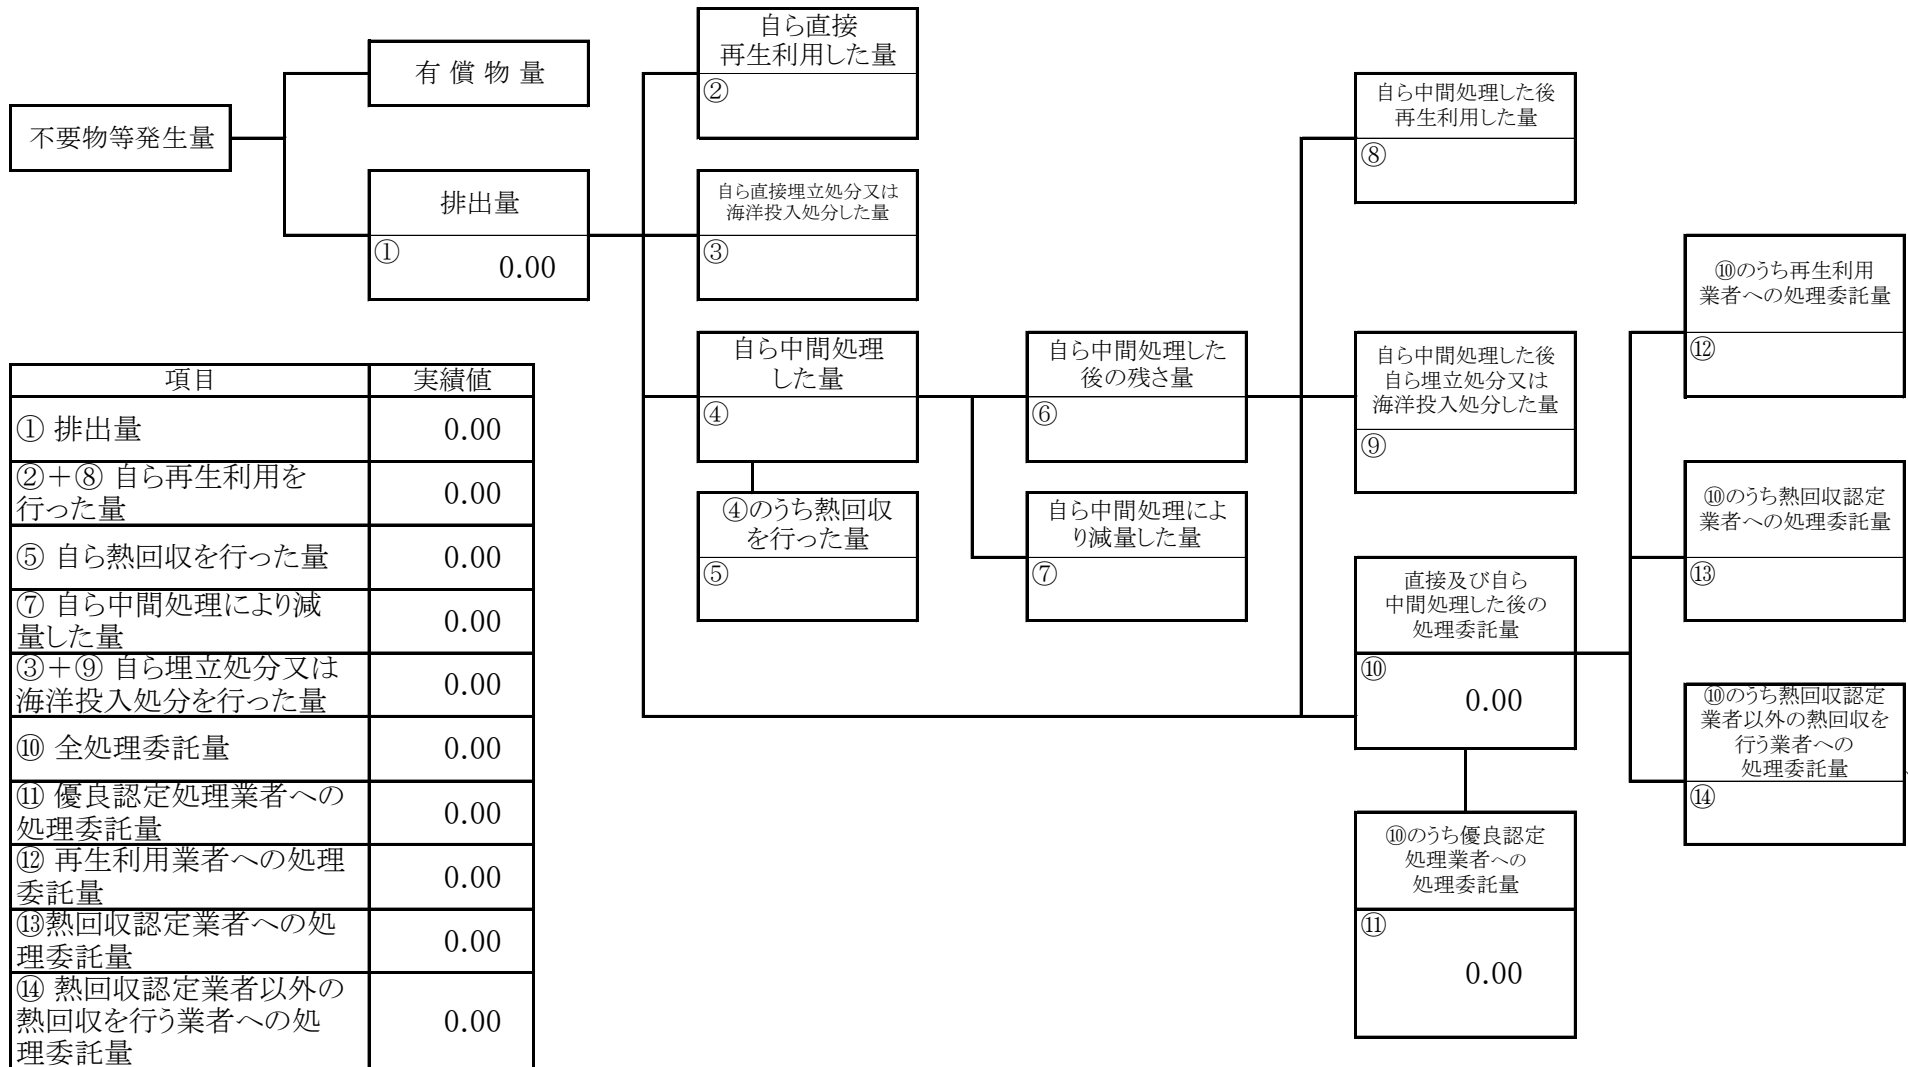 不要物等発生量
有 償 物 量
排出量
①
0.00
自ら直接
再生利用した量
②
自ら直接埋立処分又は
海洋投入処分した量
③
自ら中間処理
した量
④
④のうち熱回収
を行った量
⑤
自ら中間処理した
後の残さ量
⑥
自ら中間処理によ
り減量した量
⑦
自ら中間処理した後
再生利用した量
⑧
自ら中間処理した後
自ら埋立処分又は
海洋投入処分した量
⑨
直接及び自ら
中間処理した後の
処理委託量
⑩
0.00
⑩のうち優良認定
処理業者への
処理委託量
⑪
0.00
⑩のうち再生利用
業者への処理委託量
⑫
⑩のうち熱回収認定
業者への処理委託量
⑬
⑩のうち熱回収認定
業者以外の熱回収を
行う業者への
処理委託量
⑭
項目 実績値
① 排出量 0.00
②＋⑧ 自ら再生利用を
行った量 0.00
⑤ 自ら熱回収を行った量 0.00
⑦ 自ら中間処理により減
量した量 0.00
③＋⑨ 自ら埋立処分又は
海洋投入処分を行った量 0.00
⑩ 全処理委託量 0.00
⑪ 優良認定処理業者への
処理委託量 0.00
⑫ 再生利用業者への処理
委託量 0.00
⑬熱回収認定業者への処
理委託量 0.00
⑭ 熱回収認定業者以外の
熱回収を行う業者への処
理委託量 0.00